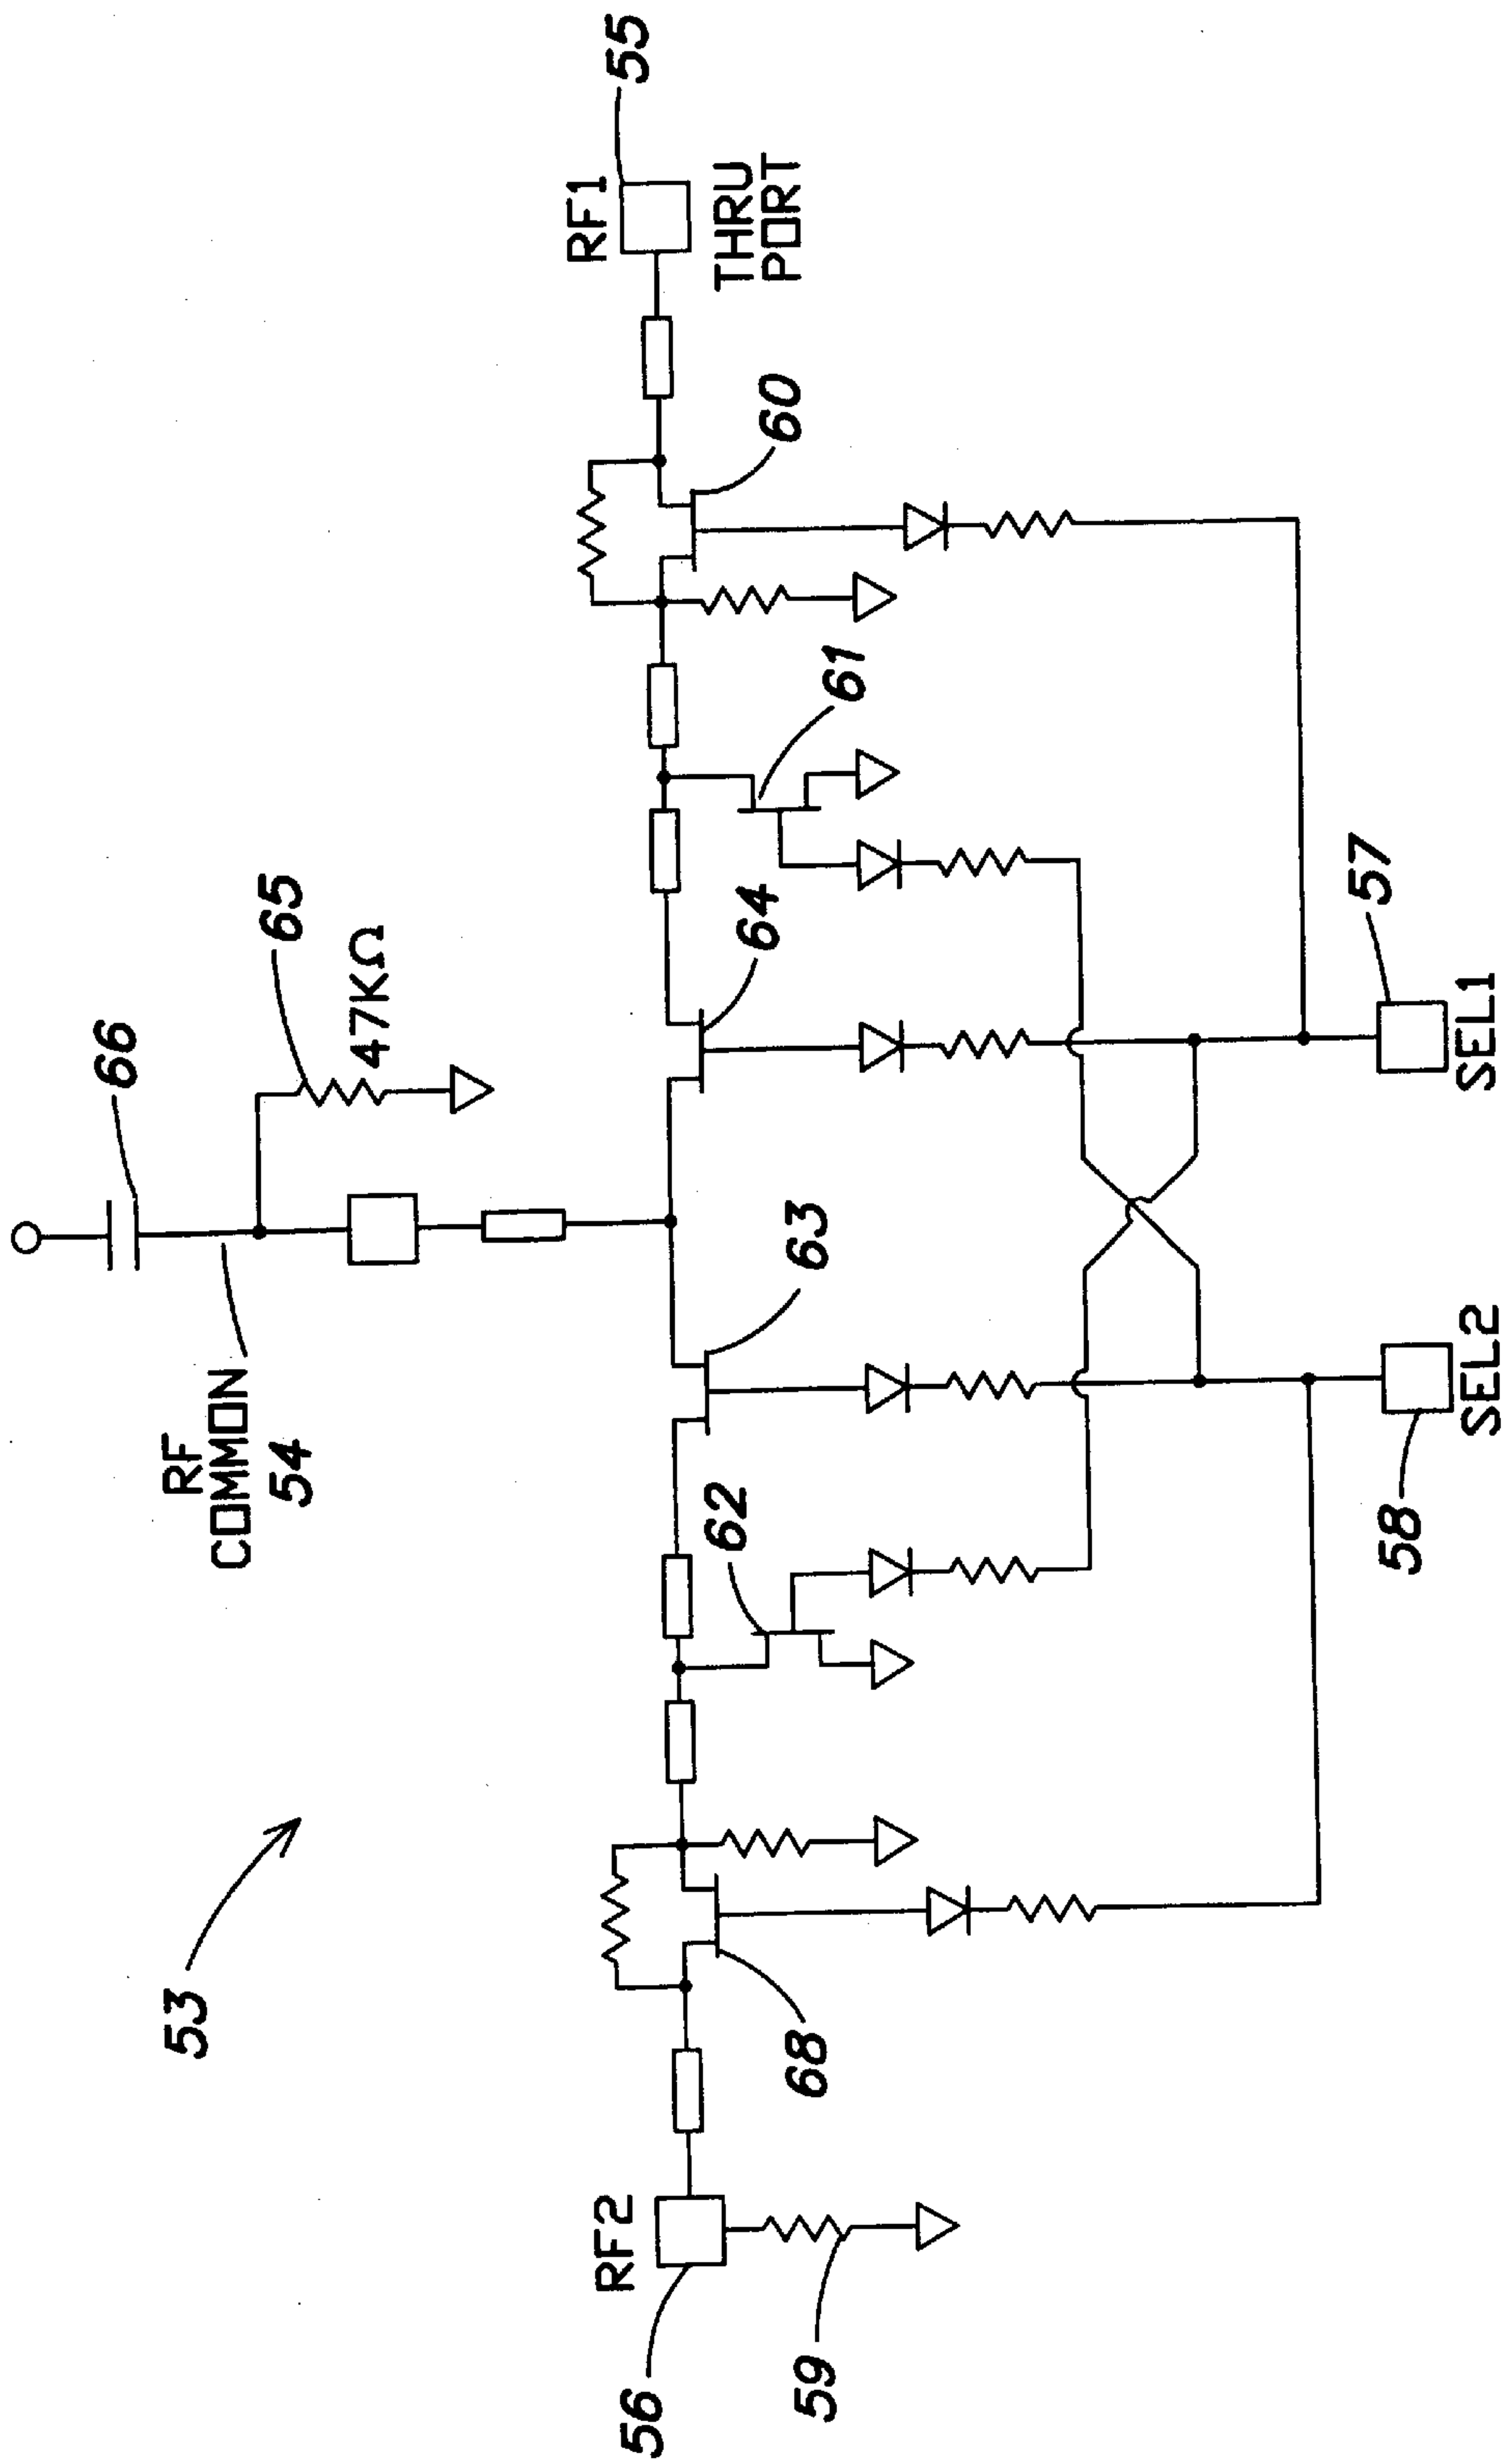 53
RF
COMMON
54
66
65
47KΩ
RF2
56
59
68
62
63
64
61
60
RF1
55
THRU
PORT
58
SEL2
57
SEL1